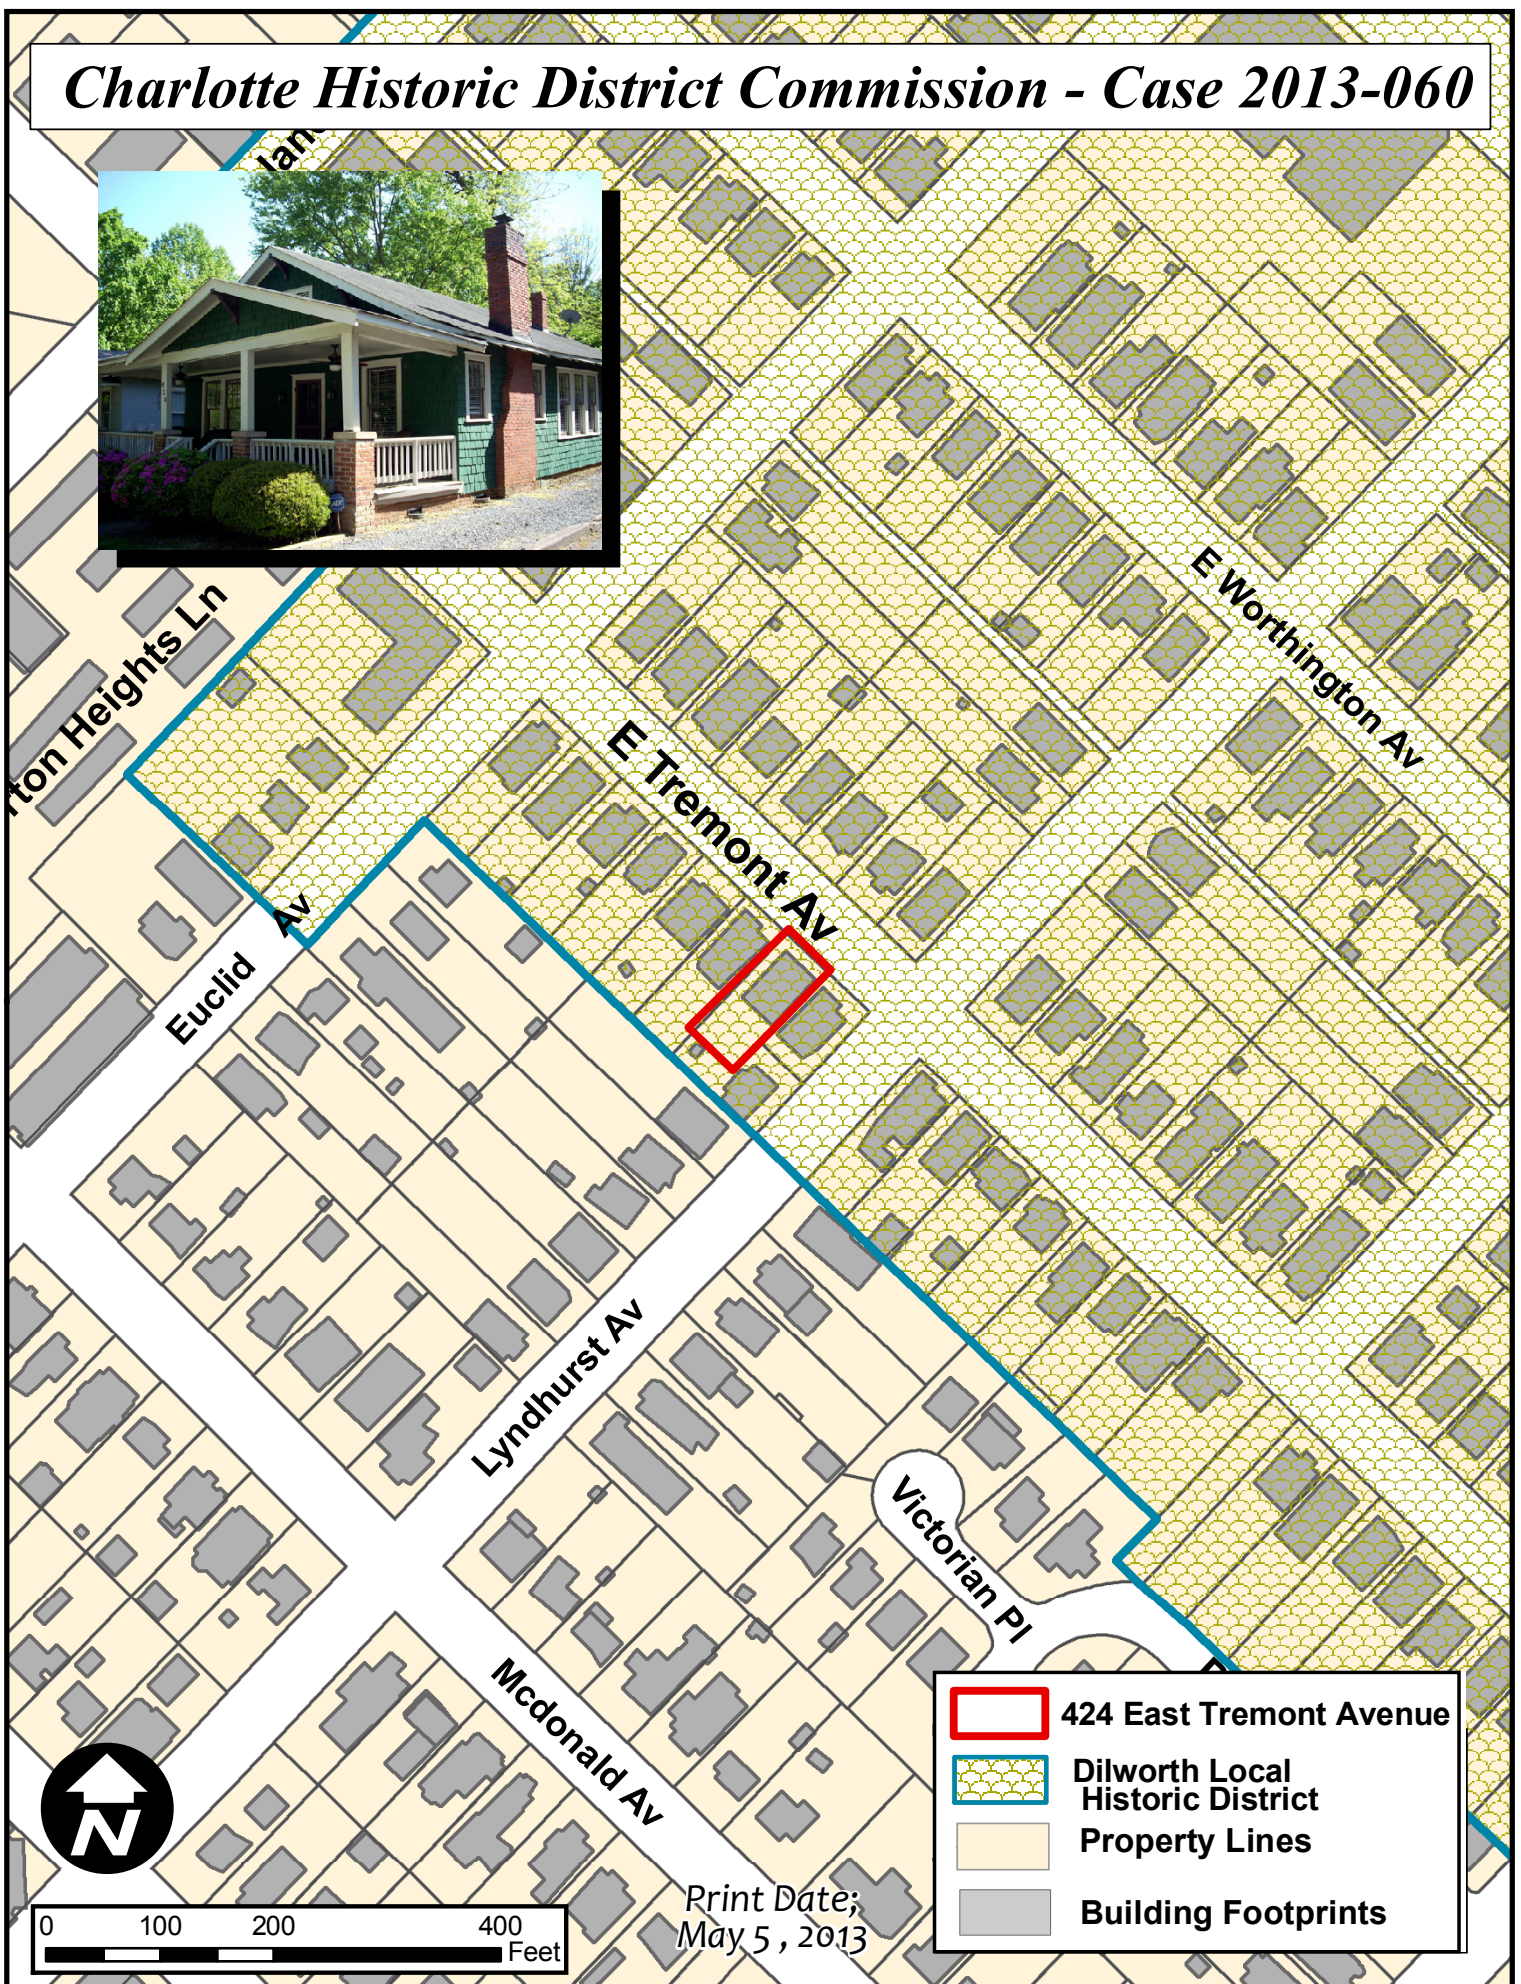 Charlotte Historic District Commission - Case 2013-060
E Worthington Av
E Tremont Av
Euclid Av
Lyndhurst Av
Victorian Pl
Mcdonald Av
Heights Ln
424 East Tremont Avenue
Dilworth Local
Historic District
Property Lines
Building Footprints
N
0 100 200 400
Feet
Print Date;
May 5 , 2013